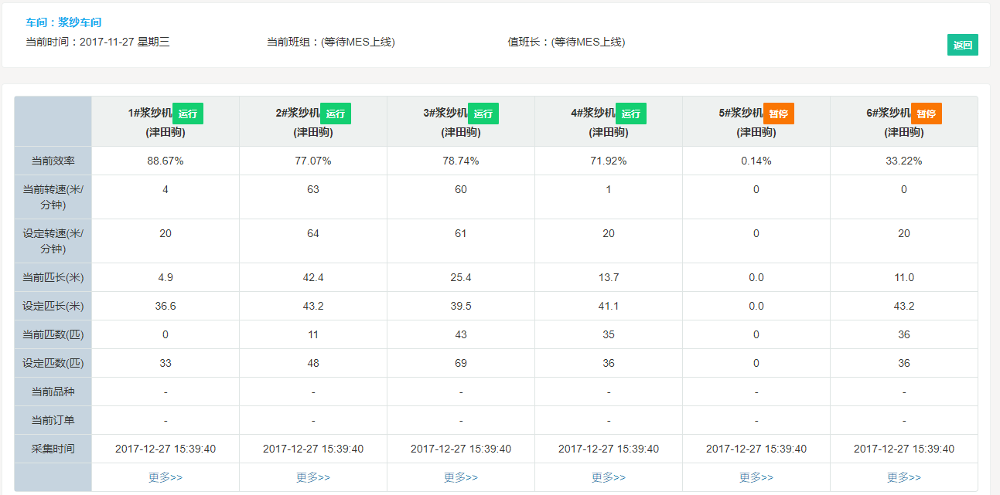 车间：浆纱车间
当前时间：2017-11-27 星期三 当前班组：(等待MES上线) 值班长：(等待MES上线)
返回
1#浆纱机 运行 2#浆纱机 运行 3#浆纱机 运行 4#浆纱机 运行 5#浆纱机 暂停 6#浆纱机 暂停
(津田驹) (津田驹) (津田驹) (津田驹) (津田驹) (津田驹)
当前效率 88.67% 77.07% 78.74% 71.92% 0.14% 33.22%
当前转速(米/ 4 63 60 1 0 0
分钟)
设定转速(米/ 20 64 61 20 0 20
分钟)
当前匹长(米) 4.9 42.4 25.4 13.7 0.0 11.0
设定匹长(米) 36.6 43.2 39.5 41.1 0.0 43.2
当前匹数(匹) 0 11 43 35 0 36
设定匹数(匹) 33 48 69 36 0 36
当前品种 - - - - - -
当前订单 - - - - - -
采集时间 2017-12-27 15:39:40 2017-12-27 15:39:40 2017-12-27 15:39:40 2017-12-27 15:39:40 2017-12-27 15:39:40 2017-12-27 15:39:40
更多>> 更多>> 更多>> 更多>> 更多>> 更多>>